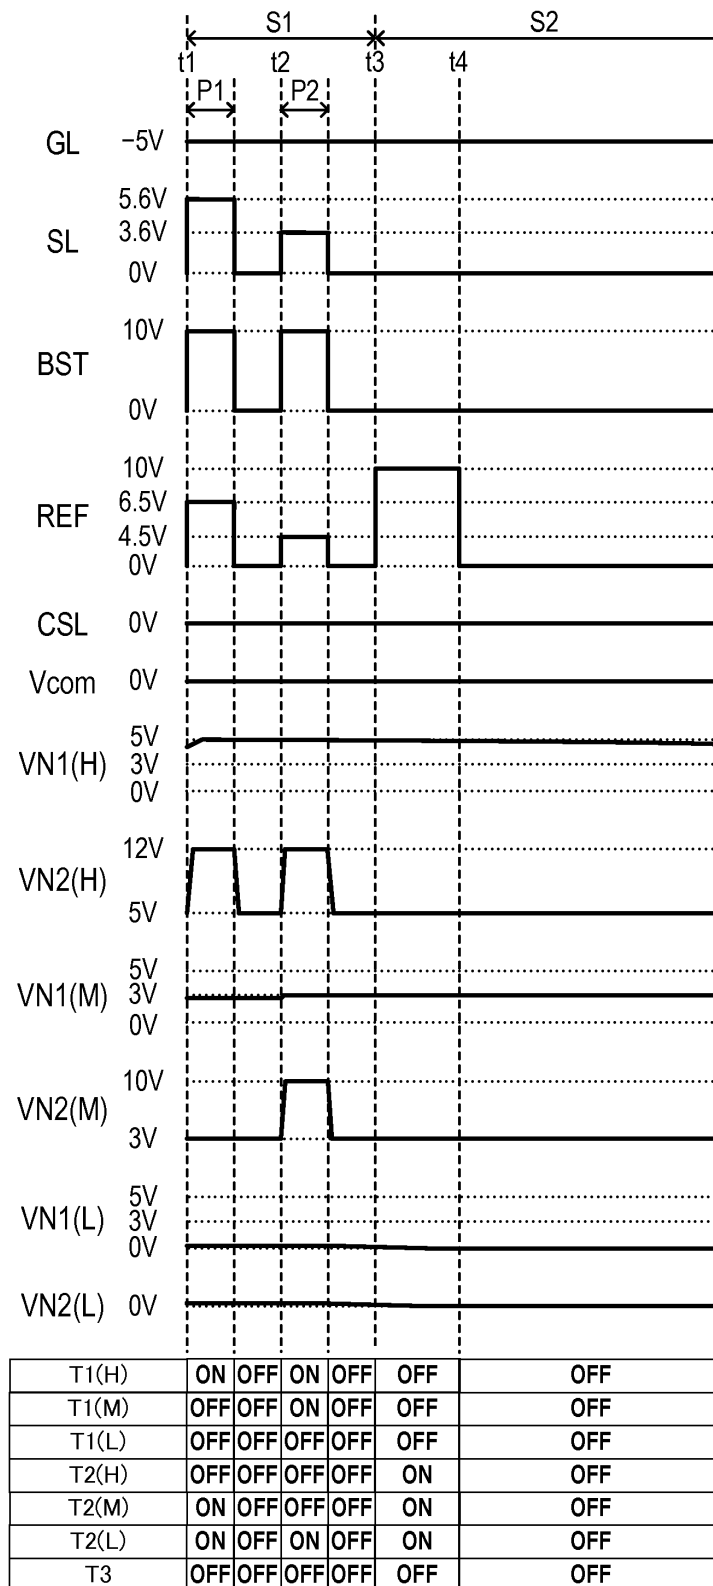 S1 S2
t1 t2 t3 t4
P1 P2
GL −5V
5.6V
SL 3.6V
0V
10V
BST
0V
10V
6.5V
REF
4.5V
0V
CSL 0V
Vcom 0V
5V
VN1(H) 3V
0V
12V
VN2(H)
5V
5V
VN1(M) 3V
0V
10V
VN2(M)
3V
5V
VN1(L) 3V
0V
VN2(L) 0V
T1(H) ON OFF ON OFF OFF OFF
T1(M) OFF OFF ON OFF OFF OFF
T1(L) OFF OFF OFF OFF OFF OFF
T2(H) OFF OFF OFF OFF ON OFF
T2(M) ON OFF OFF OFF ON OFF
T2(L) ON OFF ON OFF ON OFF
T3 OFF OFF OFF OFF OFF OFF